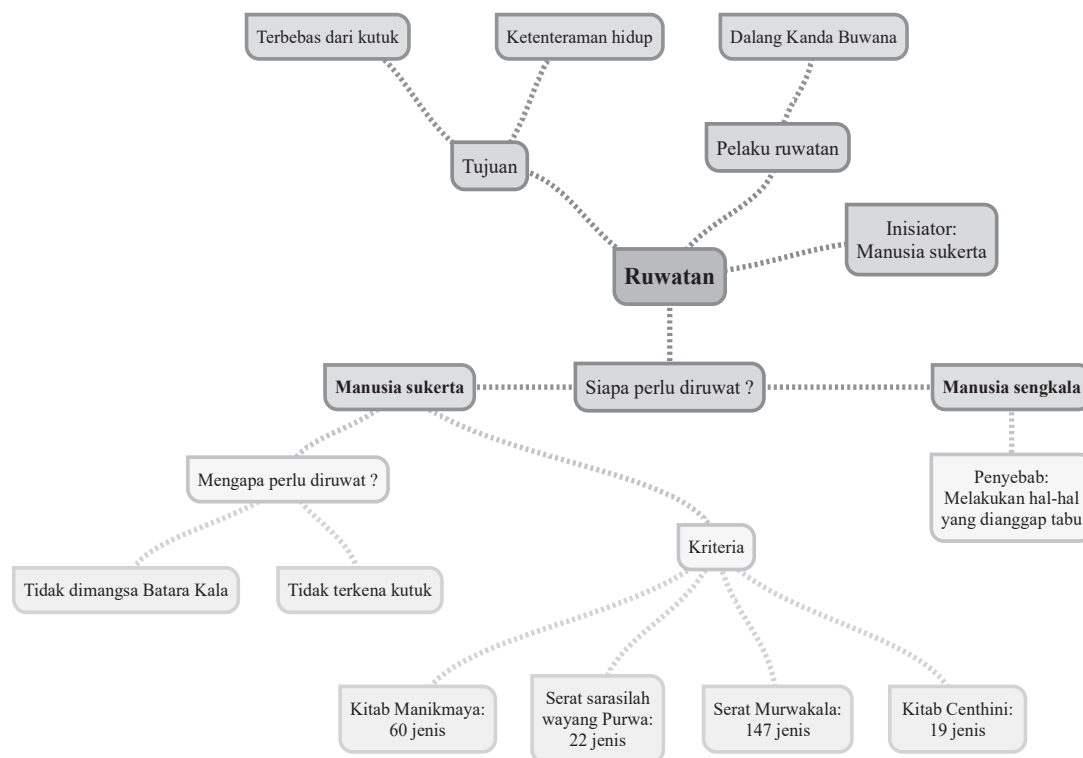 Terbebas dari kutuk
Ketenteraman hidup
Dalang Kanda Buwana
Tujuan
Pelaku ruwatan
Inisiator:
Manusia sukerta
Ruwatan
Manusia sukerta
Siapa perlu diruwat ?
Manusia sengkala
Mengapa perlu diruwat ?
Penyebab:
Melakukan hal-hal
yang dianggap tabu
Kriteria
Tidak dimangsa Batara Kala
Tidak terkena kutuk
Kitab Manikmaya:
60 jenis
Serat sarasilah
wayang Purwa:
22 jenis
Serat Murwakala:
147 jenis
Kitab Centhini:
19 jenis